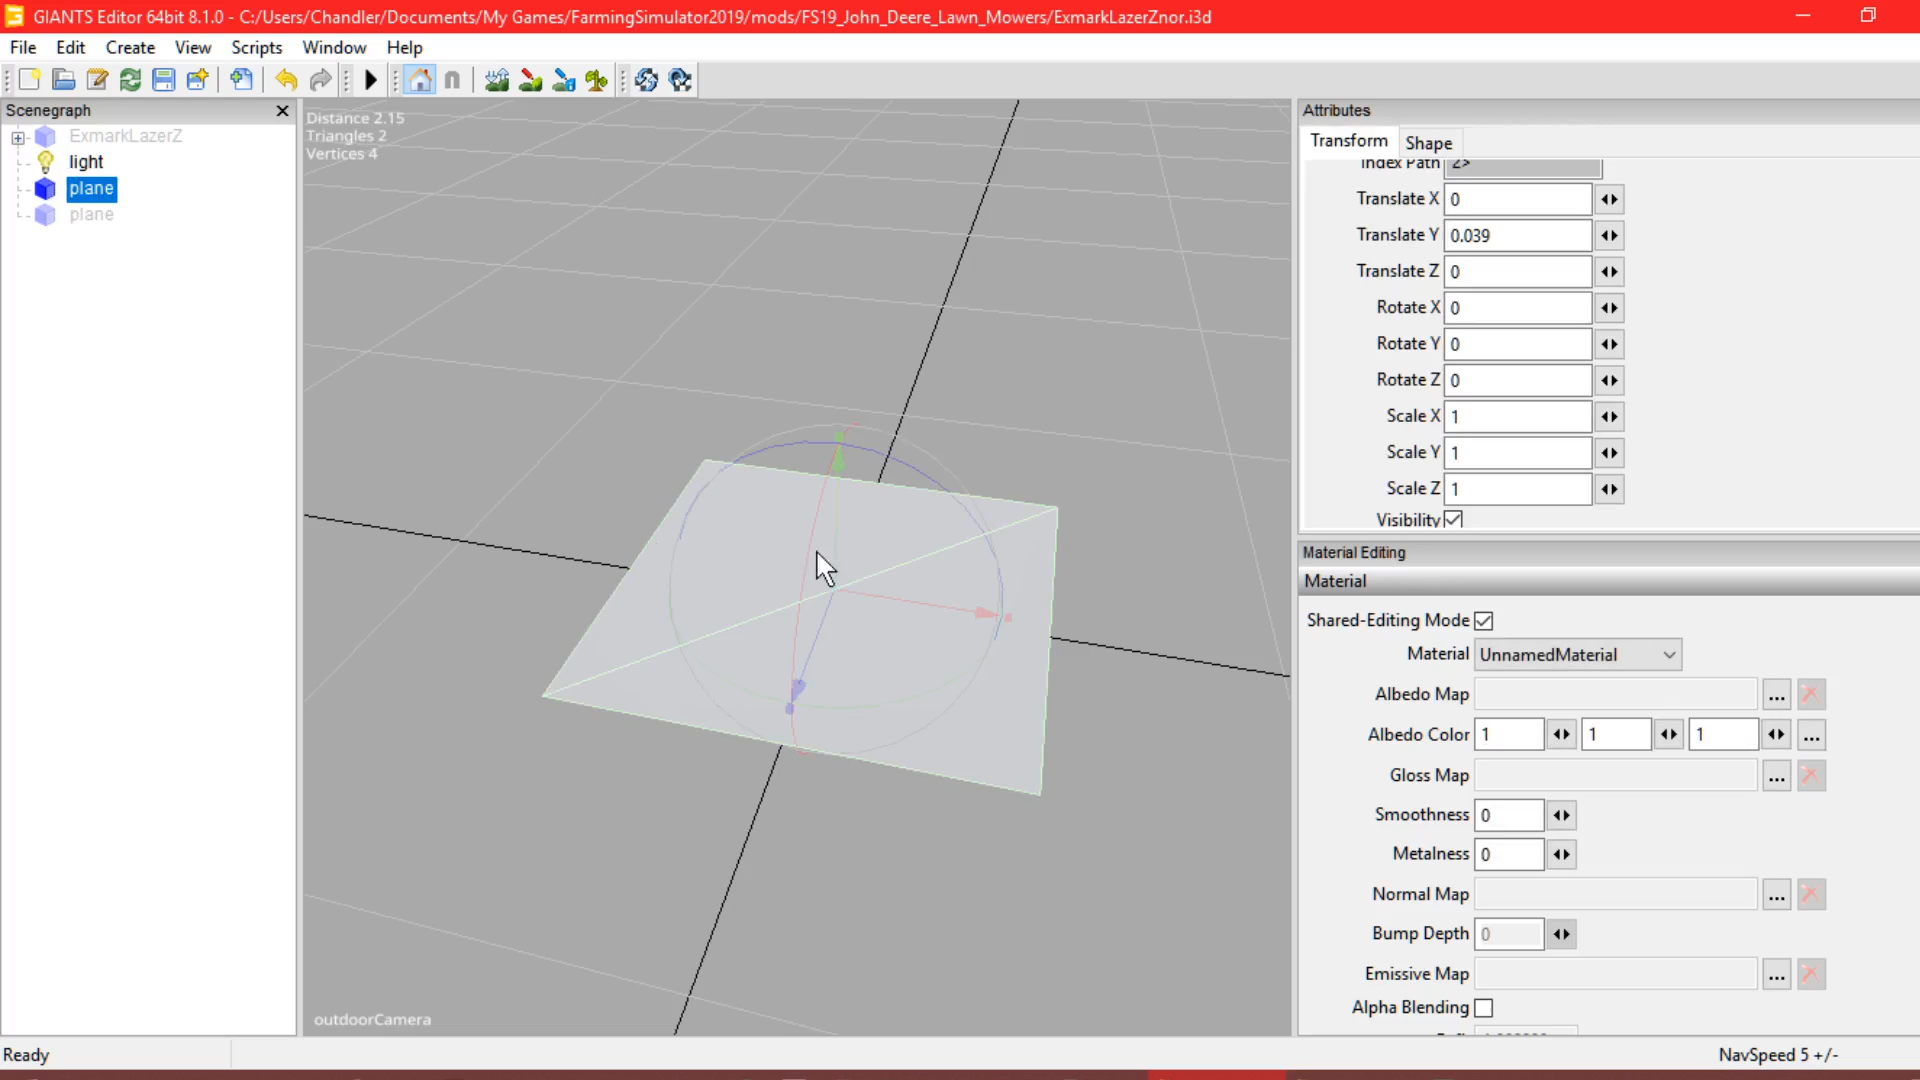 GIANTS Editor 64bit 8.1.0 - C:/Users/Chandler/Documents/My Games/FarmingSimulator2019/mods/FS19_John_Deere_Lawn_Mowers/ExmarkLazerZnor.i3d
File Edit Create View Scripts Window Help
Scenegraph
ExmarkLazerZ
light
plane
plane
Distance 2.15
Triangles 2
Vertices 4
outdoorCamera
Attributes
Transform Shape
Index Path 2>
Translate X 0
Translate Y 0.039
Translate Z 0
Rotate X 0
Rotate Y 0
Rotate Z 0
Scale X 1
Scale Y 1
Scale Z 1
Visibility
Material Editing
Material
Shared-Editing Mode
Material UnnamedMaterial
Albedo Map ...
Albedo Color 1 1 1 ...
Gloss Map ...
Smoothness 0
Metalness 0
Normal Map ...
Bump Depth 0
Emissive Map ...
Alpha Blending
Ready
NavSpeed 5 +/-